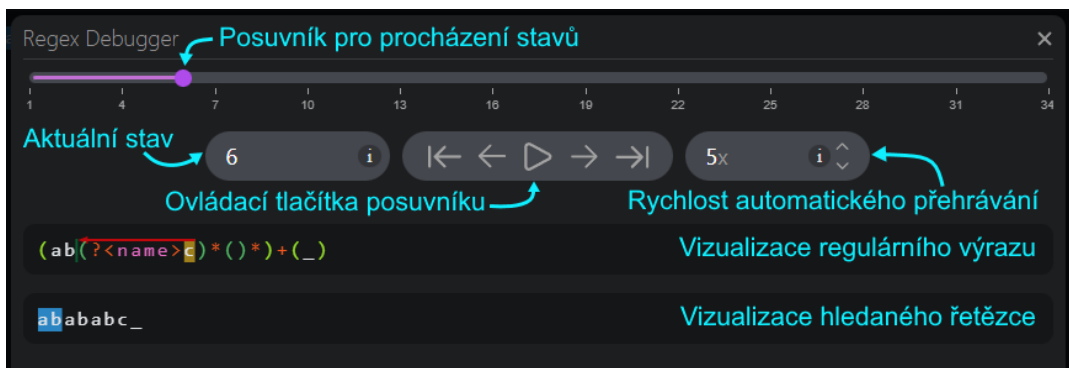 Regex Debugger
Posuvník pro procházení stavů
×
1 4 7 10 13 16 19 22 25 28 31 34
Aktuální stav
6 i
5x i
Ovládací tlačítka posuvníku
Rychlost automatického přehrávání
(ab(?<name>c)*()*)+(_)
Vizualizace regulárního výrazu
abababc_
Vizualizace hledaného řetězce